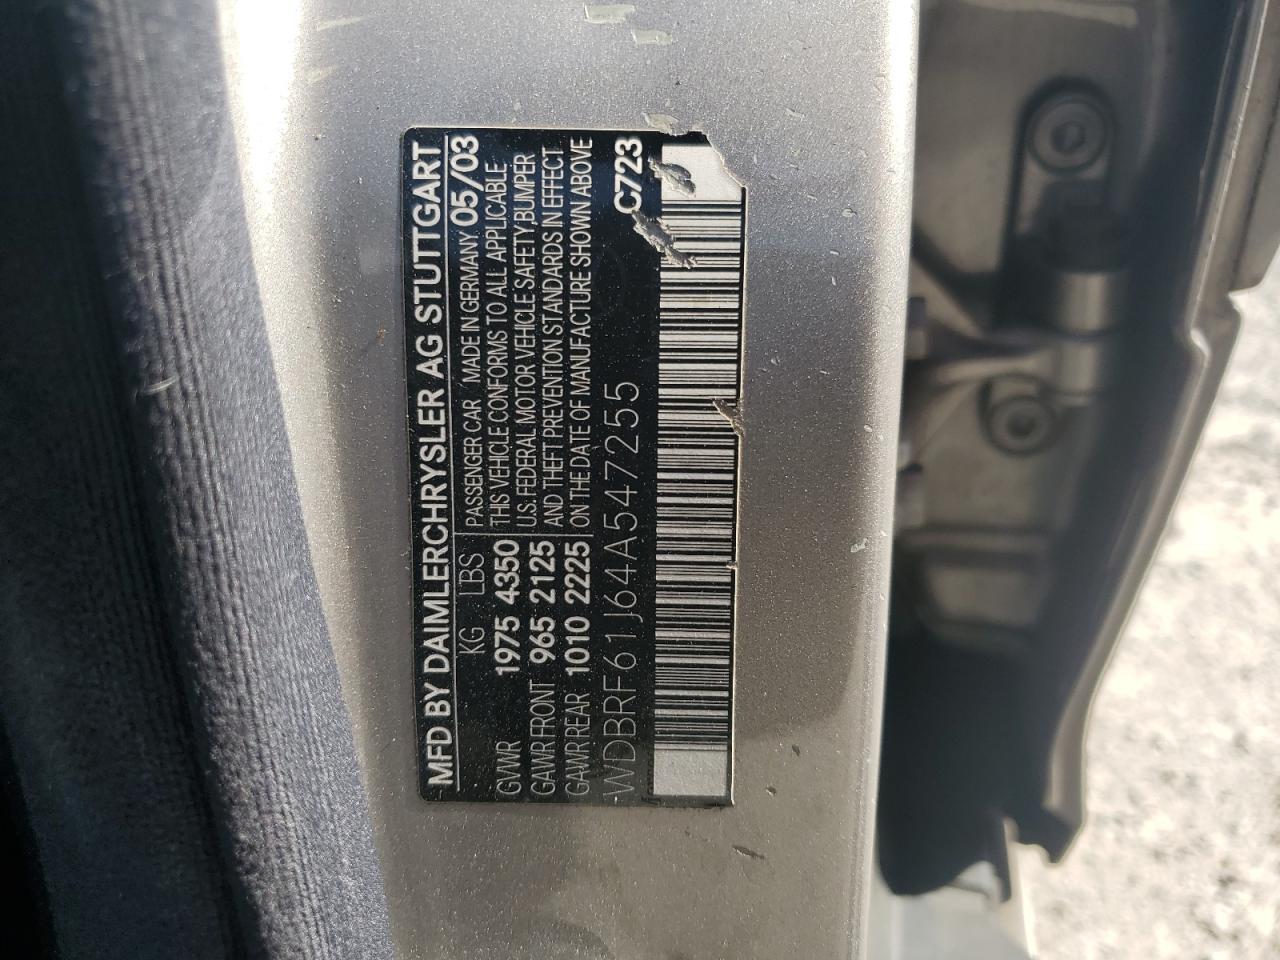 MFD BY DAIMLERCHRYSLER AG STUTTGART
KG LBS PASSENGER CAR MADE IN GERMANY 05/03
GVWR 1975 4350 THIS VEHICLE CONFORMS TO ALL APPLICABLE
U.S. FEDERAL MOTOR VEHICLE SAFETY,BUMPER
GAWR FRONT 965 2125 AND THEFT PREVENTION STANDARDS IN EFFECT
GAWR REAR 1010 2225 ON THE DATE OF MANUFACTURE SHOWN ABOVE
WDBRF61J64A547255 C723